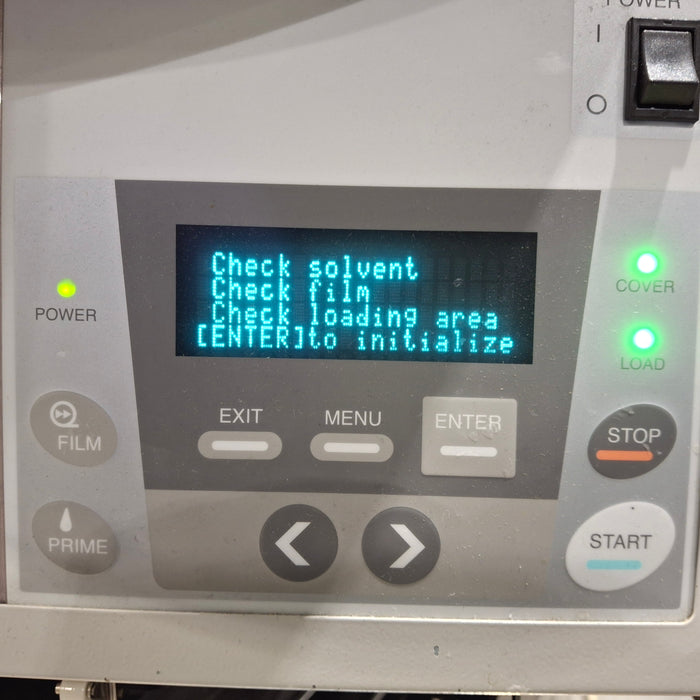 POWER
I
O
Check solvent
Check film
Check loading area
[ENTER]to initialize
POWER
COVER
LOAD
EXIT
MENU
ENTER
FILM
STOP
PRIME
START